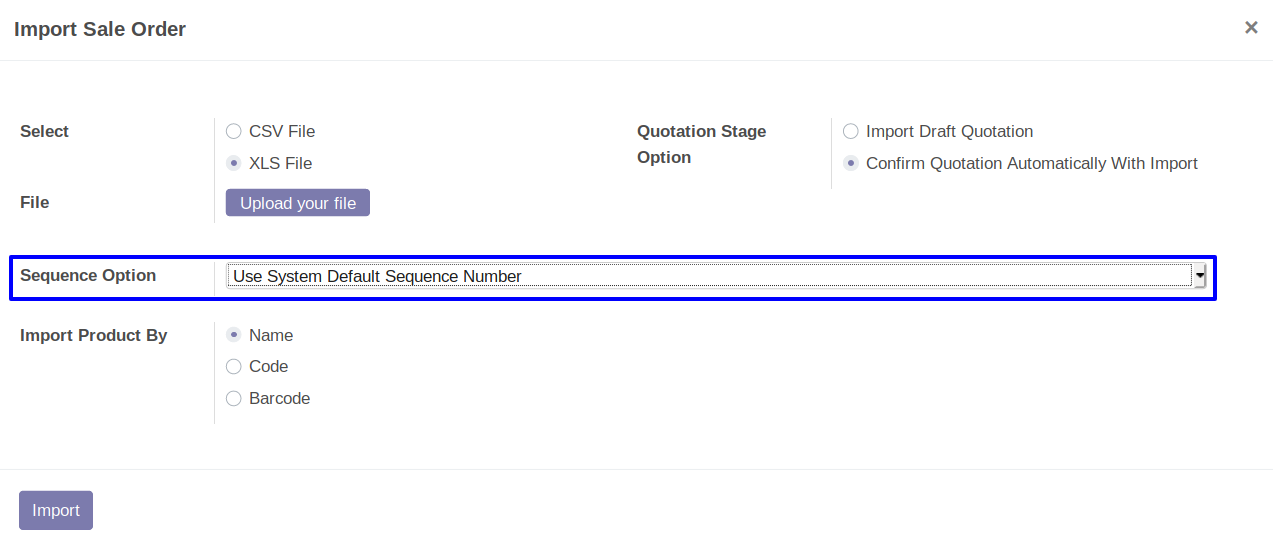 Import Sale Order
×
Select
CSV File
XLS File
File
Upload your file
Quotation Stage
Option
Import Draft Quotation
Confirm Quotation Automatically With Import
Sequence Option
Use System Default Sequence Number
Import Product By
Name
Code
Barcode
Import